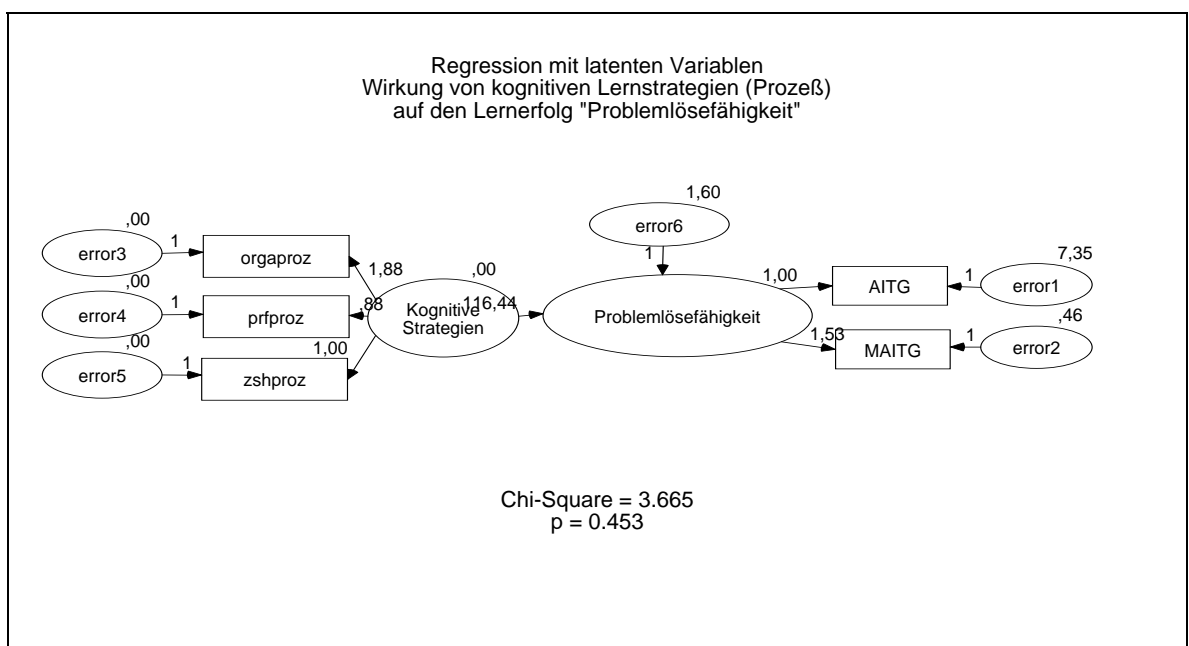 Regression mit latenten Variablen
Wirkung von kognitiven Lernstrategien (Prozeß)
auf den Lernerfolg "Problemlösefähigkeit"
,00
error3
1
orgaproz
1,88
,00
error4
1
prfproz
,88
,00
error5
1
zshproz
1,00
,00
Kognitive
Strategien
116,44
1,60
error6
1
Problemlösefähigkeit
1,00
AITG
1
7,35
error1
1,53
MAITG
1
,46
error2
Chi-Square = 3.665
p = 0.453